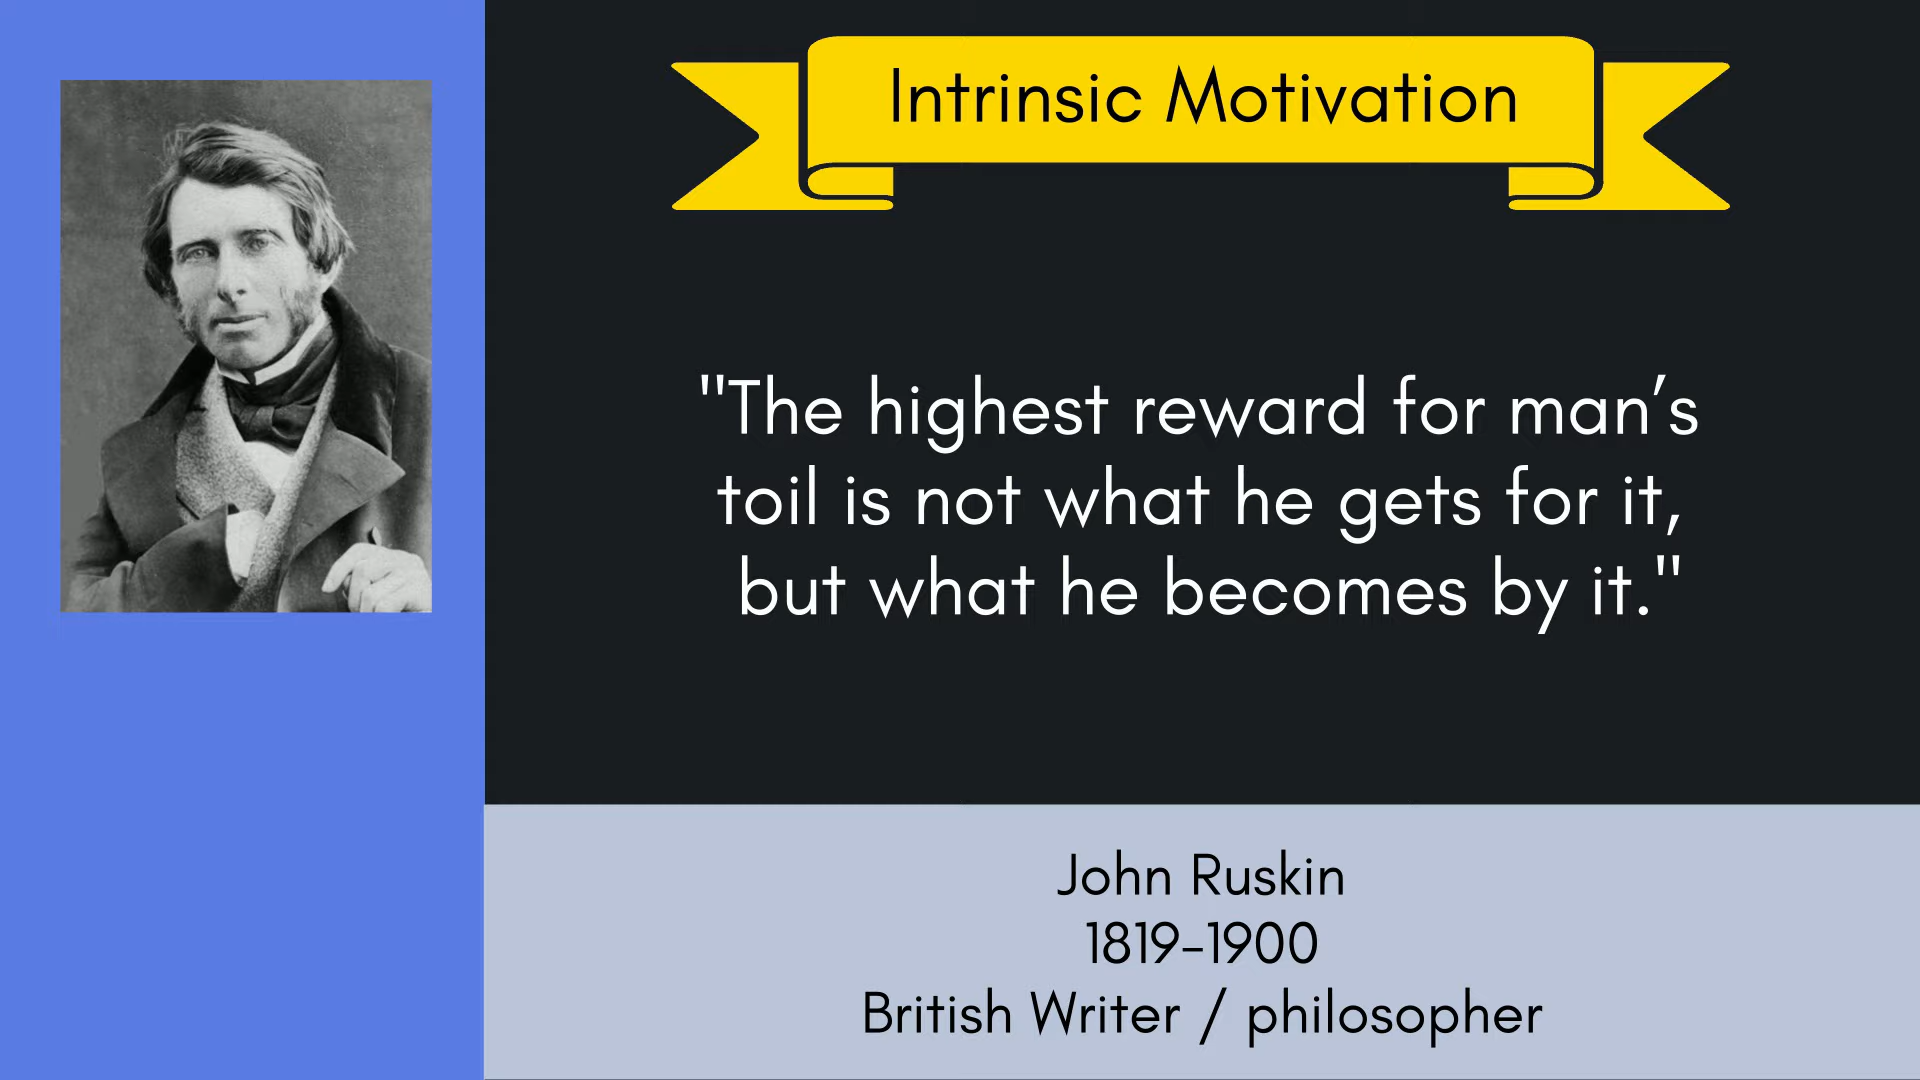 Intrinsic Motivation
"The highest reward for man’s
toil is not what he gets for it,
but what he becomes by it."
John Ruskin
1819-1900
British Writer / philosopher